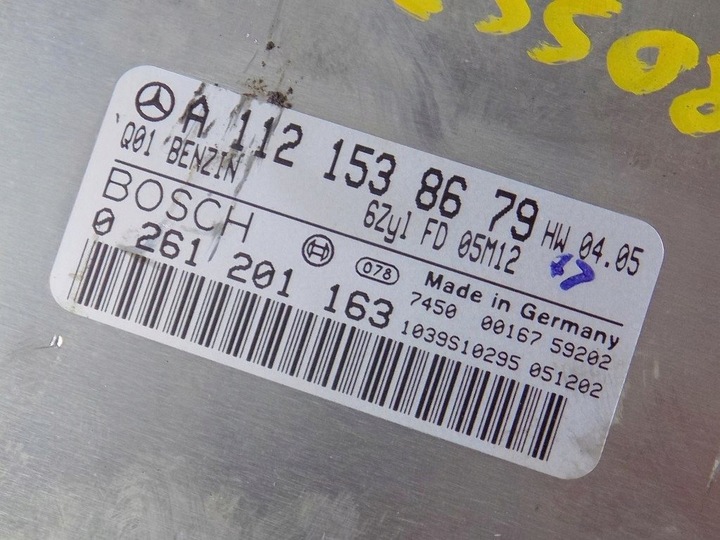 A 112 153 86 79 HW 04.05
Q01 BENZIN 6Zyl FD 05M12
BOSCH
17
0 261 201 163
078
Made in Germany
7450 00167 59202
1039S10295 051202